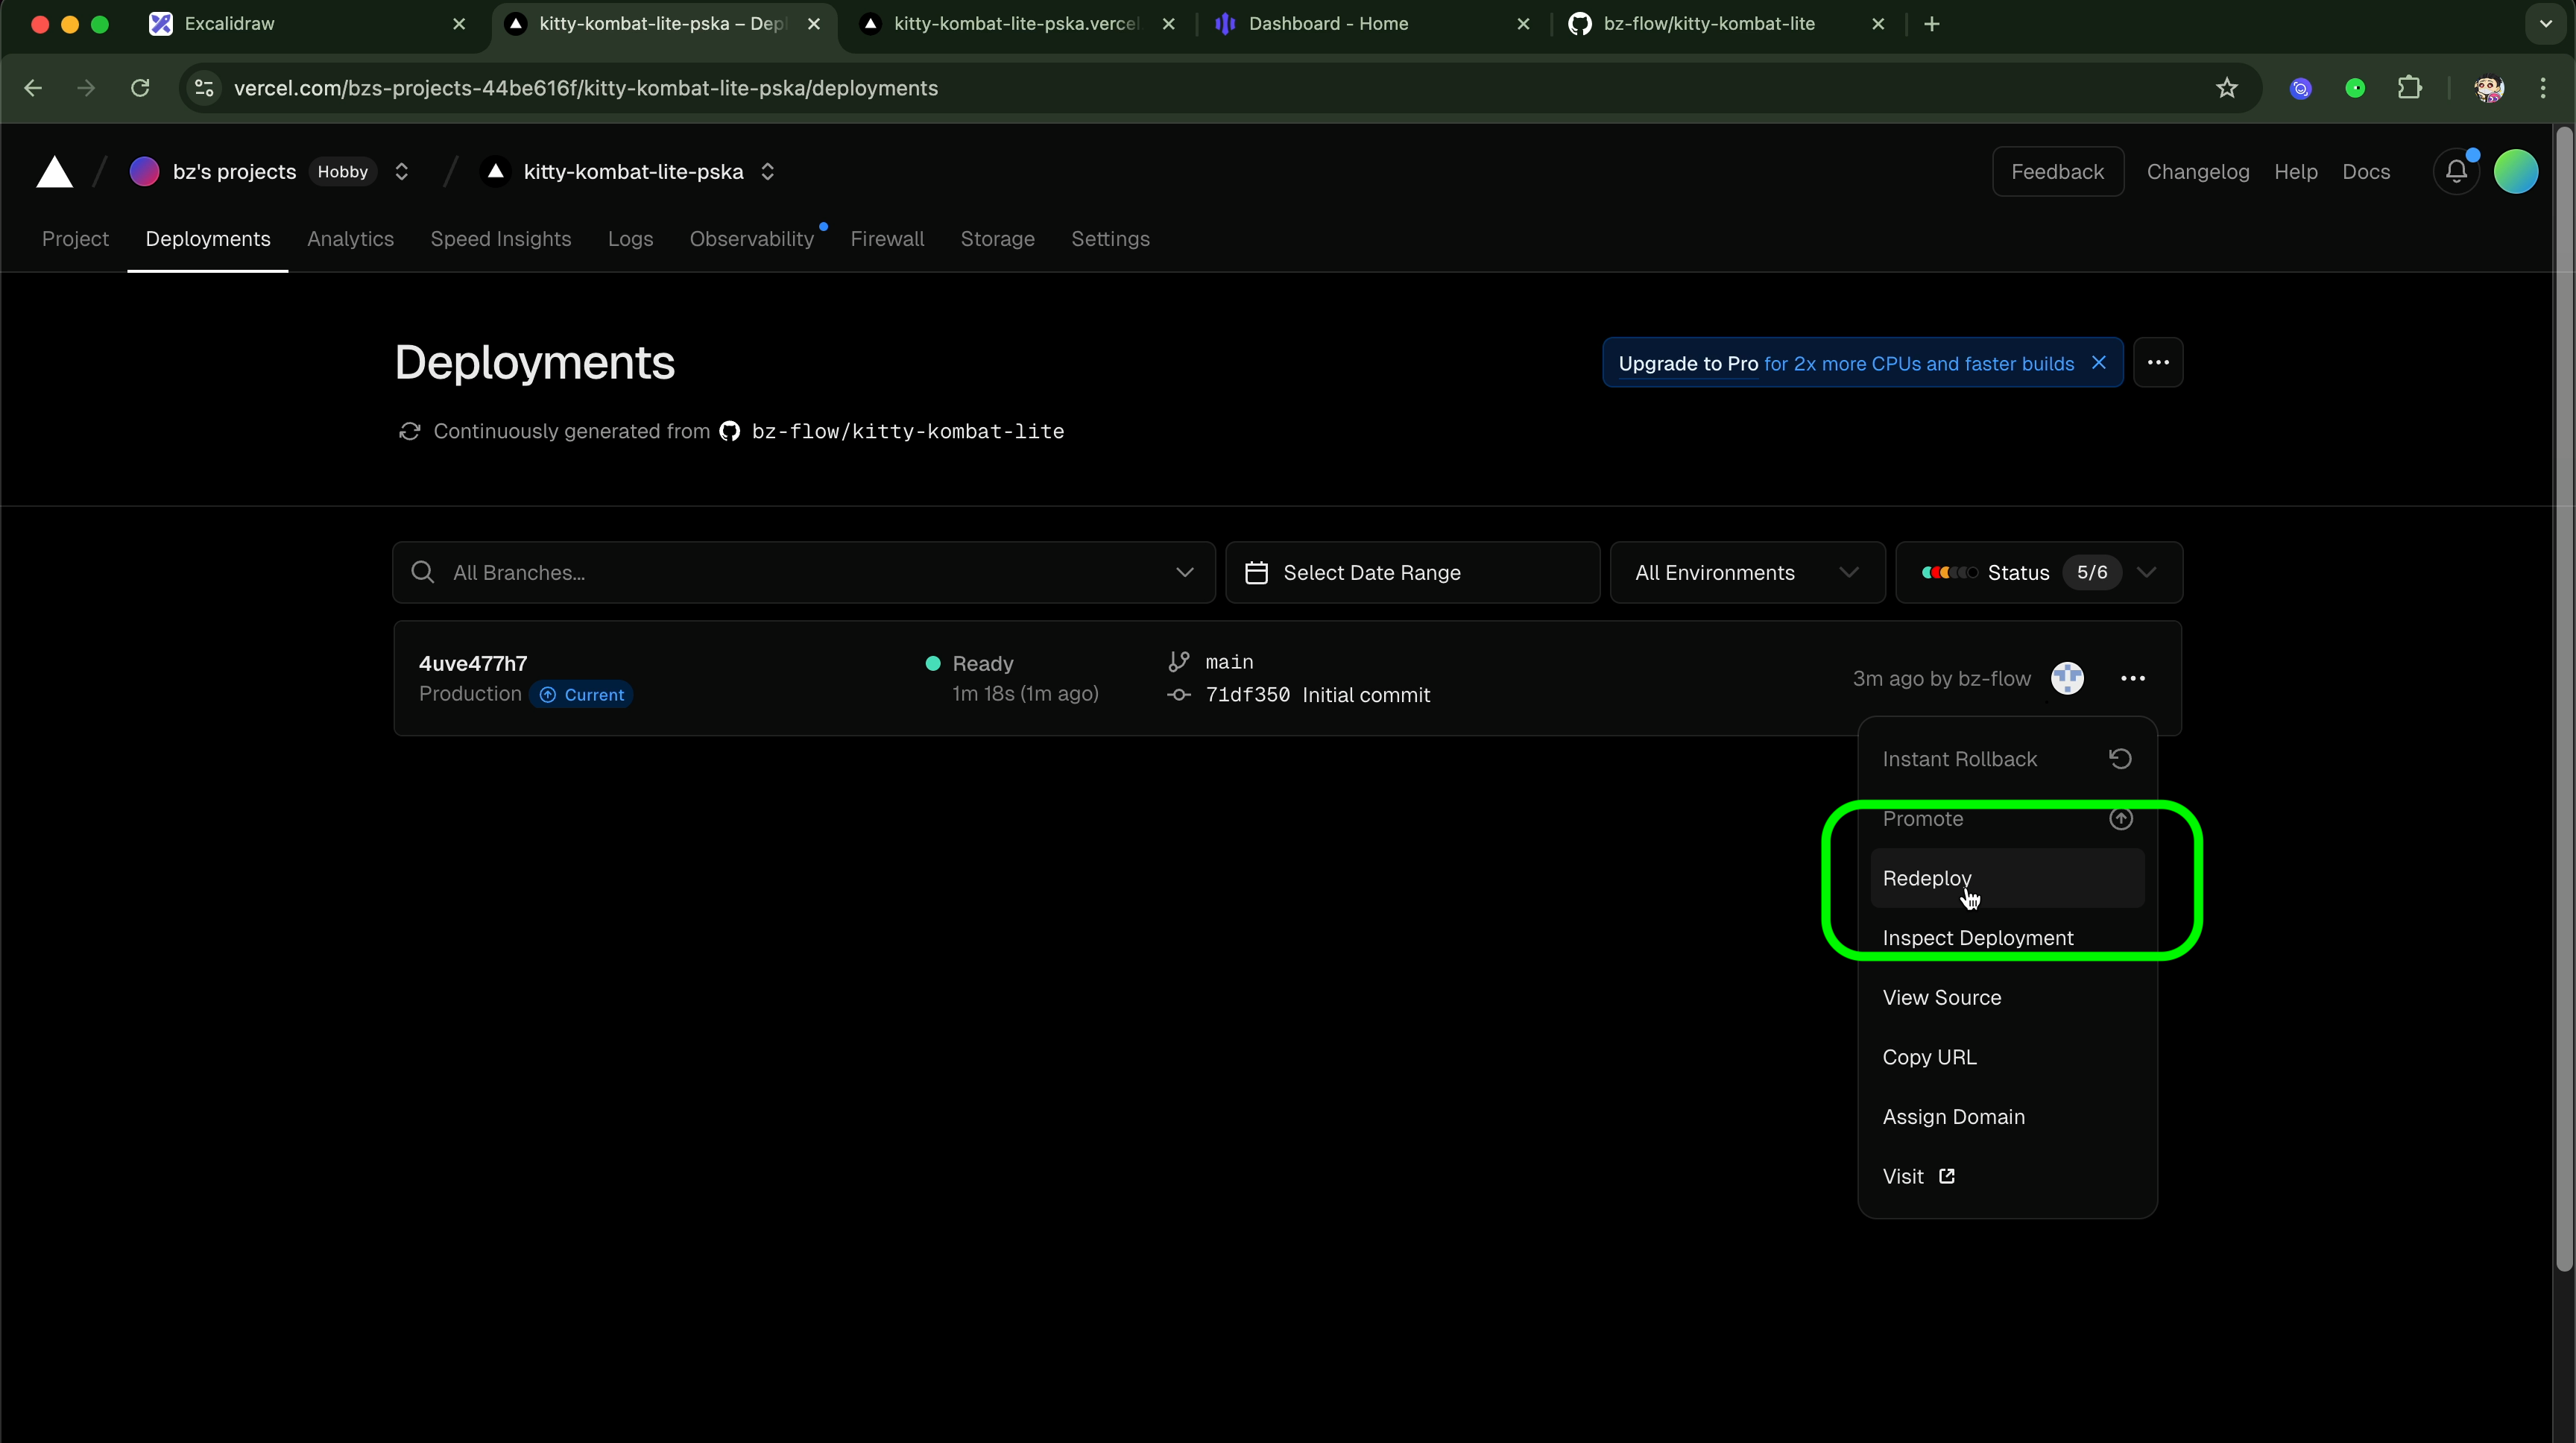 Excalidraw
kitty-kombat-lite-pska – Dep
kitty-kombat-lite-pska.vercel
Dashboard - Home
bz-flow/kitty-kombat-lite
vercel.com/bzs-projects-44be616f/kitty-kombat-lite-pska/deployments
bz's projects Hobby
kitty-kombat-lite-pska
Feedback Changelog Help Docs
Project Deployments Analytics Speed Insights Logs Observability Firewall Storage Settings
Deployments
Upgrade to Pro for 2x more CPUs and faster builds
Continuously generated from bz-flow/kitty-kombat-lite
All Branches...
Select Date Range
All Environments
Status 5/6
4uve477h7
Production Current
Ready
1m 18s (1m ago)
main
71df350 Initial commit
3m ago by bz-flow
Instant Rollback
Promote
Redeploy
Inspect Deployment
View Source
Copy URL
Assign Domain
Visit